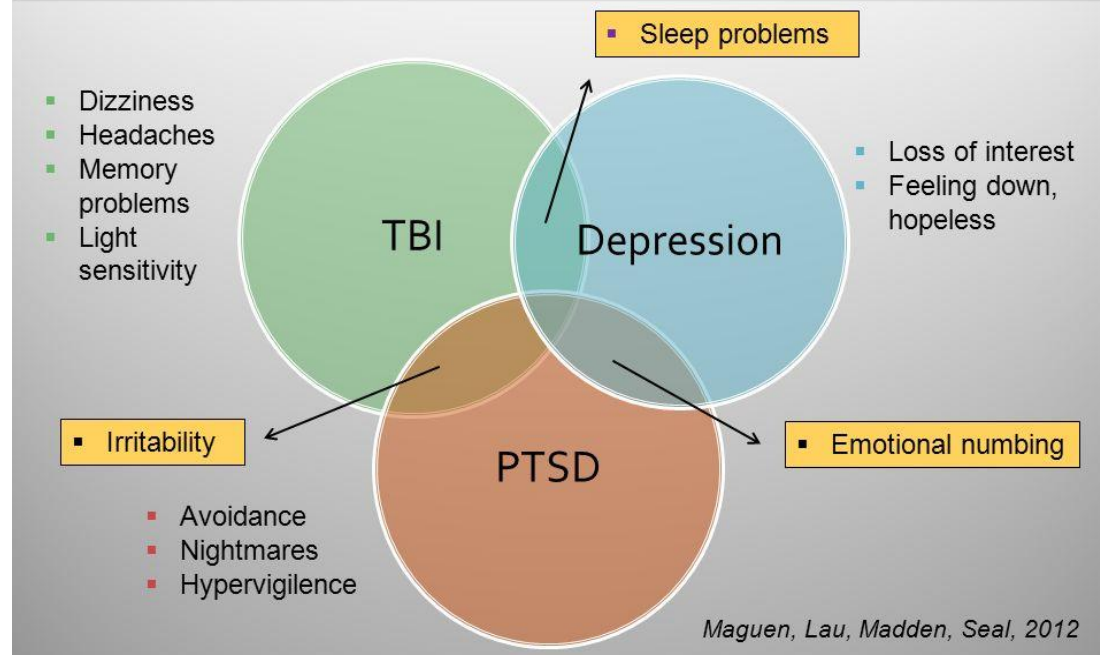 Sleep problems
Dizziness
Headaches
Memory
problems
Light
sensitivity
TBI
Depression
Loss of interest
Feeling down,
hopeless
Irritability
Emotional numbing
PTSD
Avoidance
Nightmares
Hypervigilence
Maguen, Lau, Madden, Seal, 2012